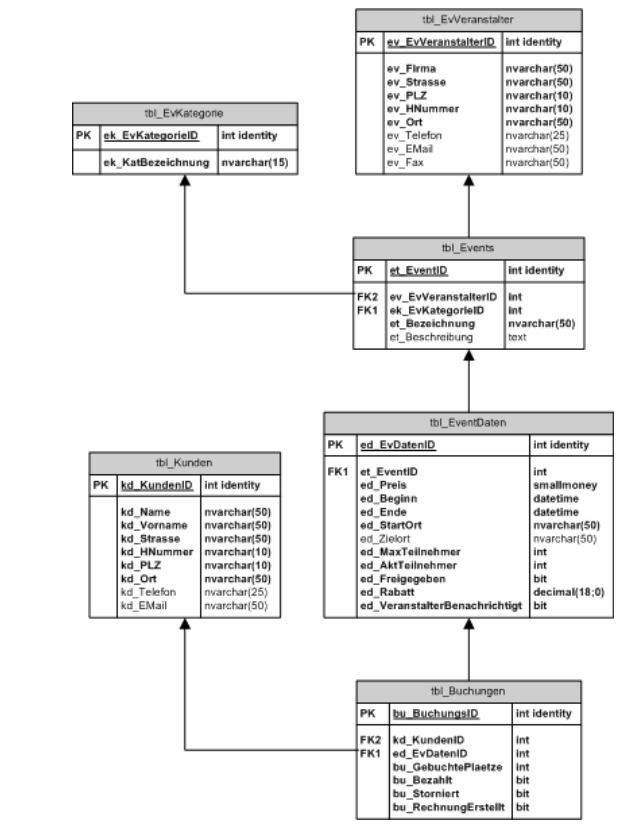 tbl_EvVeranstalter
PK ev_EvVeranstalterID int identity
ev_Firma nvarchar(50)
ev_Strasse nvarchar(50)
ev_PLZ nvarchar(10)
ev_HNummer nvarchar(10)
ev_Ort nvarchar(50)
ev_Telefon nvarchar(25)
ev_EMail nvarchar(50)
ev_Fax nvarchar(50)
tbl_EvKategorie
PK ek_EvKategorieID int identity
ek_KatBezeichnung nvarchar(15)
tbl_Events
PK et_EventID int identity
FK2 ev_EvVeranstalterID int
FK1 ek_EvKategorieID int
et_Bezeichnung nvarchar(50)
et_Beschreibung text
tbl_EventDaten
PK ed_EvDatenID int identity
FK1 et_EventID int
ed_Preis smallmoney
ed_Beginn datetime
ed_Ende datetime
ed_StartOrt nvarchar(50)
ed_Zielort nvarchar(50)
ed_MaxTeilnehmer int
ed_AktTeilnehmer int
ed_Freigegeben bit
ed_Rabatt decimal(18;0)
ed_VeranstalterBenachrichtigt bit
tbl_Kunden
PK kd_KundenID int identity
kd_Name nvarchar(50)
kd_Vorname nvarchar(50)
kd_Strasse nvarchar(50)
kd_HNummer nvarchar(10)
kd_PLZ nvarchar(10)
kd_Ort nvarchar(50)
kd_Telefon nvarchar(25)
kd_EMail nvarchar(50)
tbl_Buchungen
PK bu_BuchungsID int identity
FK2 kd_KundenID int
FK1 ed_EvDatenID int
bu_GebuchtePlaetze int
bu_Bezahlt bit
bu_Storniert bit
bu_RechnungErstellt bit